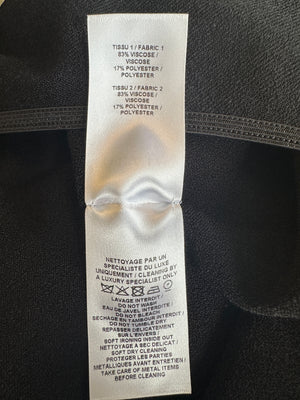 TISSU 1 / FABRIC 1
83% VISCOSE /
VISCOSE
17% POLYESTER /
POLYESTER
TISSU 2 / FABRIC 2
83% VISCOSE /
VISCOSE
17% POLYESTER /
POLYESTER
NETTOYAGE PAR UN
SPECIALISTE DU LUXE
UNIQUEMENT / CLEANING BY
A LUXURY SPECIALIST ONLY
LAVAGE INTERDIT /
DO NOT WASH
EAU DE JAVEL INTERDITE /
DO NOT BLEACH
SECHAGE EN TAMBOUR INTERDIT /
DO NOT TUMBLE DRY
REPASSER DELICATEMENT
SUR L'ENVERS /
SOFT IRONING INSIDE OUT
NETTOYAGE A SEC DELICAT /
SOFT DRY CLEANING
PROTEGER LES PARTIES
METALLIQUES AVANT ENTRETIEN /
TAKE CARE OF METAL ITEMS
BEFORE CLEANING